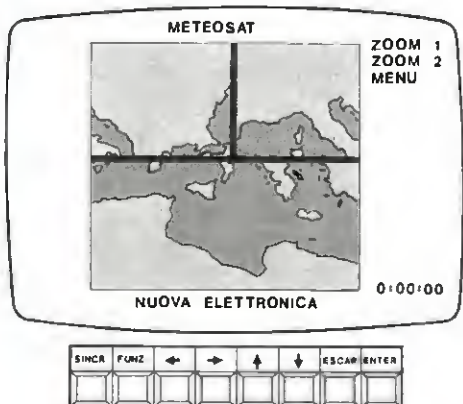 METEOSAT
ZOOM 1
ZOOM 2
MENU
0:00:00
NUOVA ELETTRONICA
SINCR FUNZ ← → ↑ ↓ ESCAP ENTER